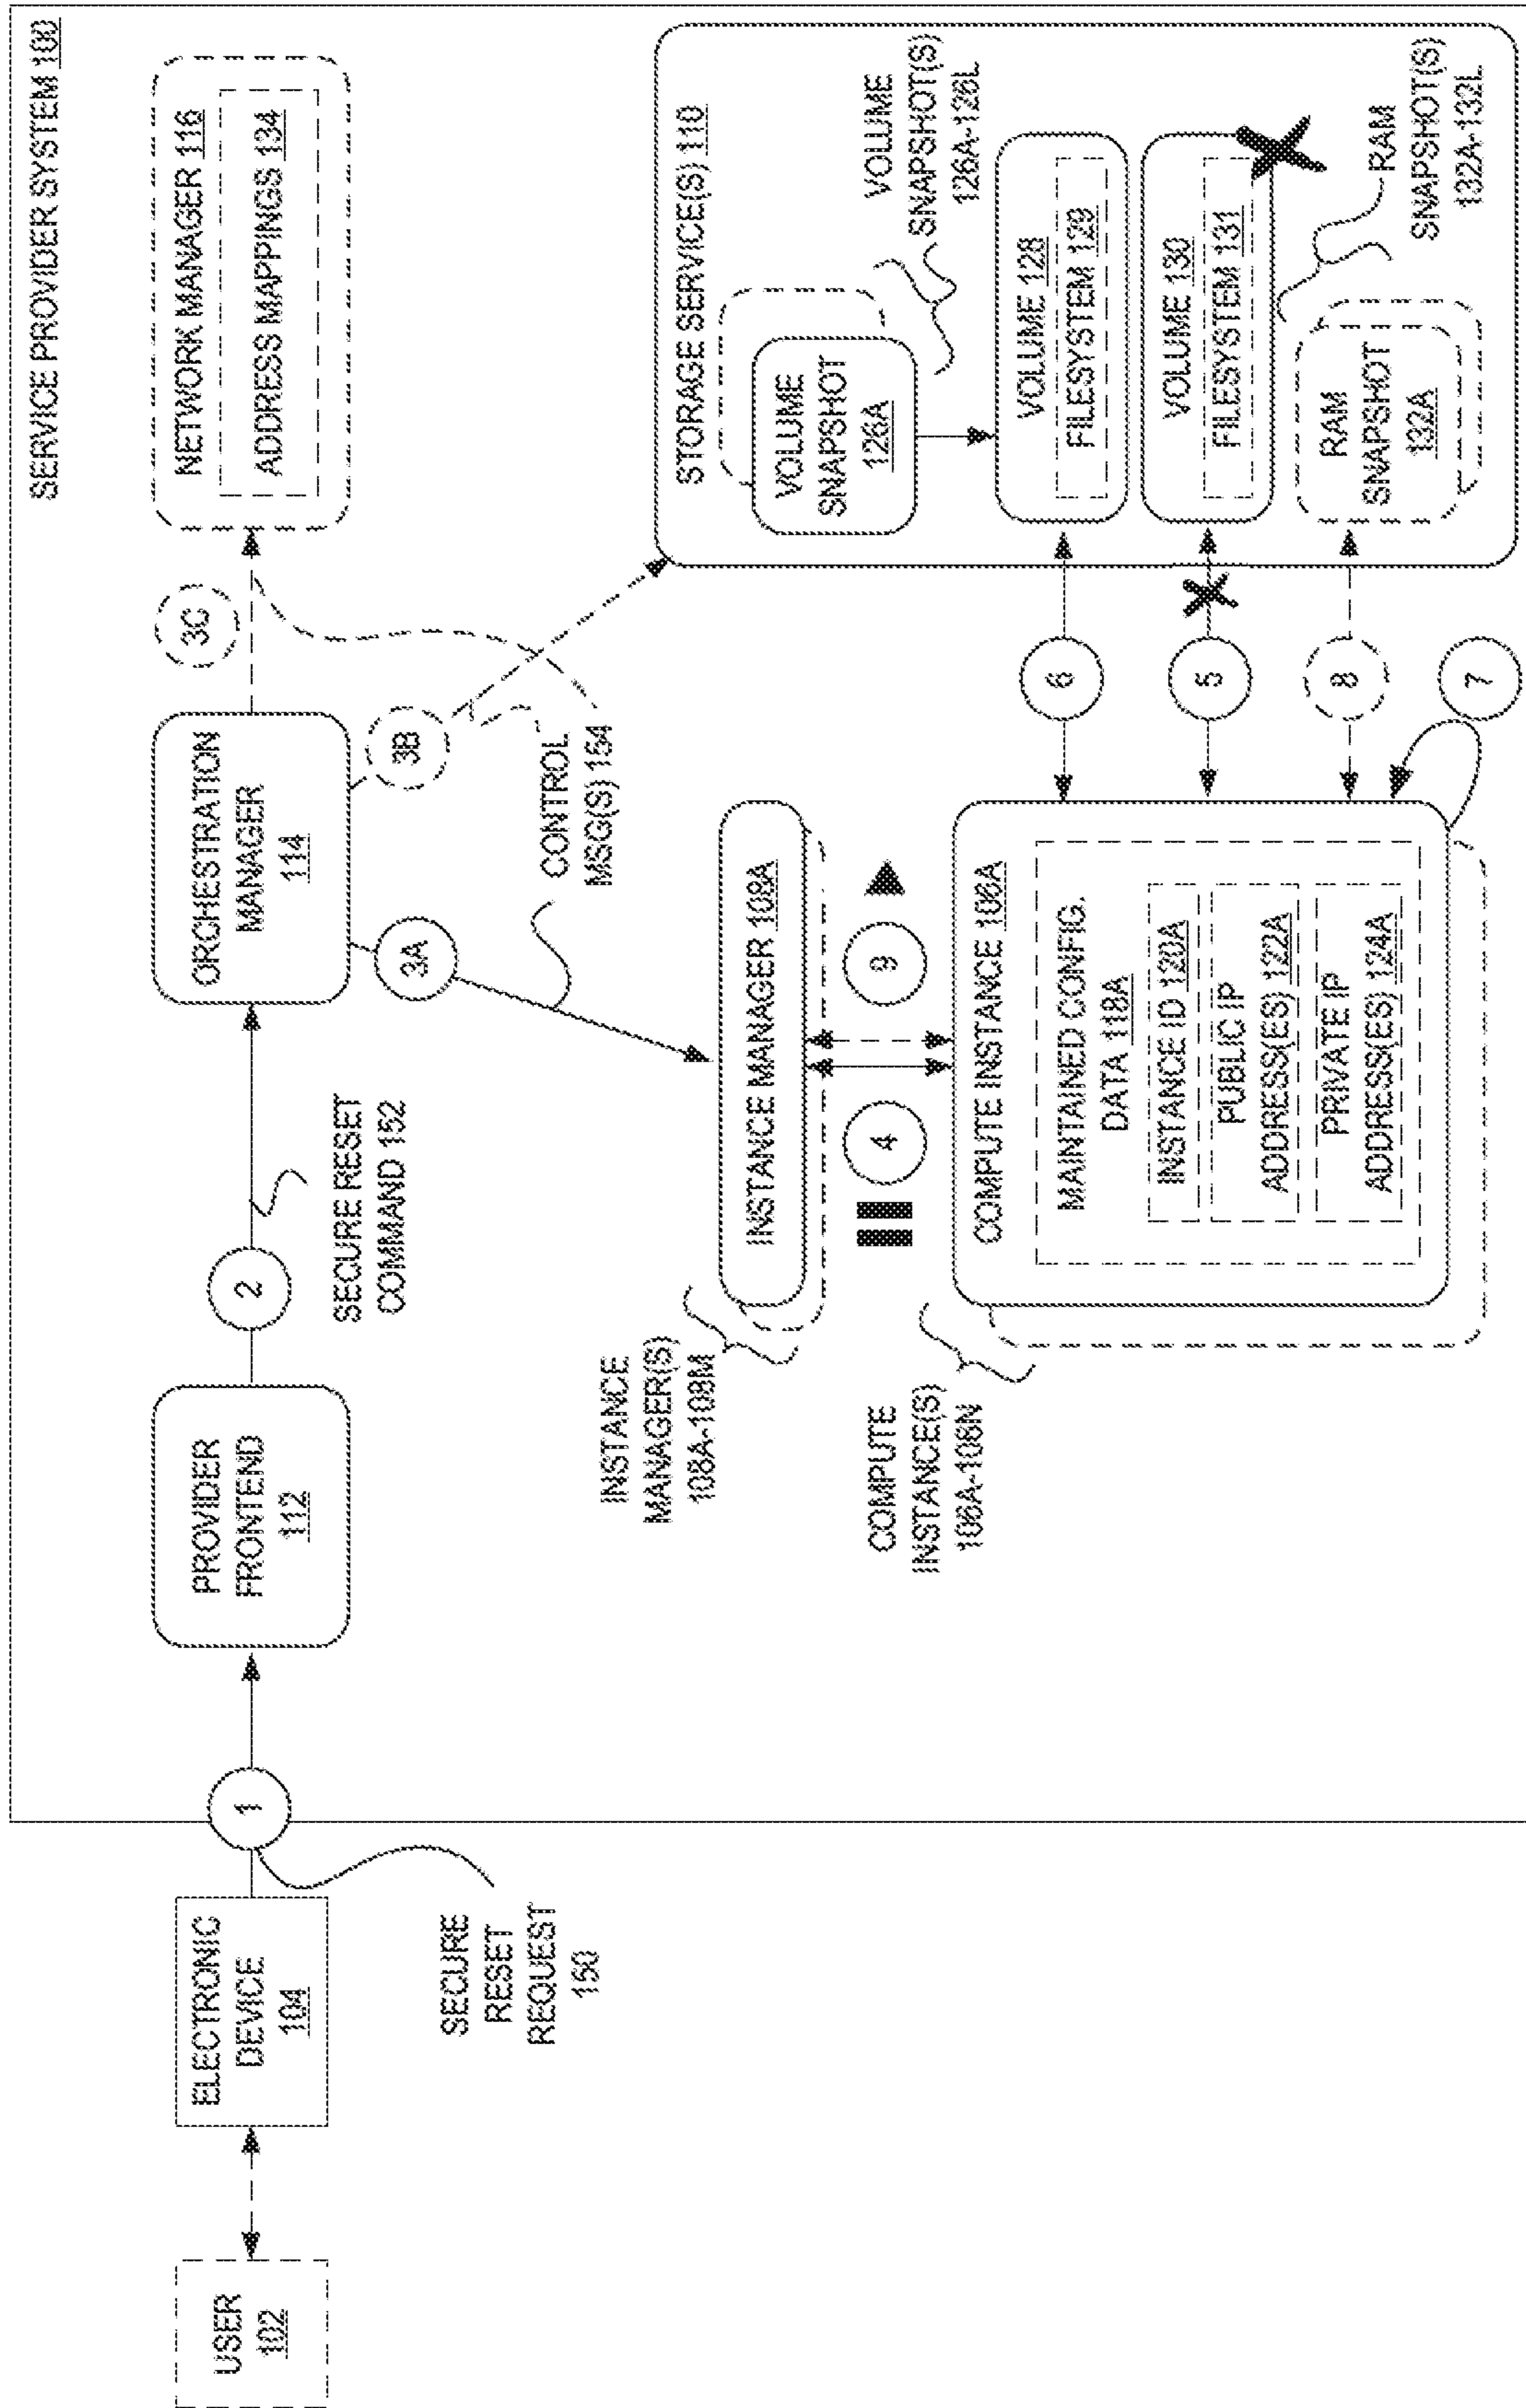 SERVICE PROVIDER SYSTEM 100
USER
102
ELECTRONIC
DEVICE
104
1
SECURE
RESET
REQUEST
150
PROVIDER
FRONTEND
112
2
SECURE RESET
COMMAND 152
ORCHESTRATION
MANAGER
114
3A
3B
3C
CONTROL
MSG(S) 154
NETWORK MANAGER 116
ADDRESS MAPPINGS 134
INSTANCE
MANAGER(S)
108A-108M
INSTANCE MANAGER 108A
4
9
COMPUTE
INSTANCE(S)
106A-106N
COMPUTE INSTANCE 106A
MAINTAINED CONFIG.
DATA 118A
INSTANCE ID 120A
PUBLIC IP
ADDRESS(ES) 122A
PRIVATE IP
ADDRESS(ES) 124A
6
5
8
7
STORAGE SERVICE(S) 110
VOLUME
SNAPSHOT
126A
VOLUME
SNAPSHOT(S)
126A-126L
VOLUME 128
FILESYSTEM 129
VOLUME 130
FILESYSTEM 131
RAM
SNAPSHOT
132A
RAM
SNAPSHOT(S)
132A-132L